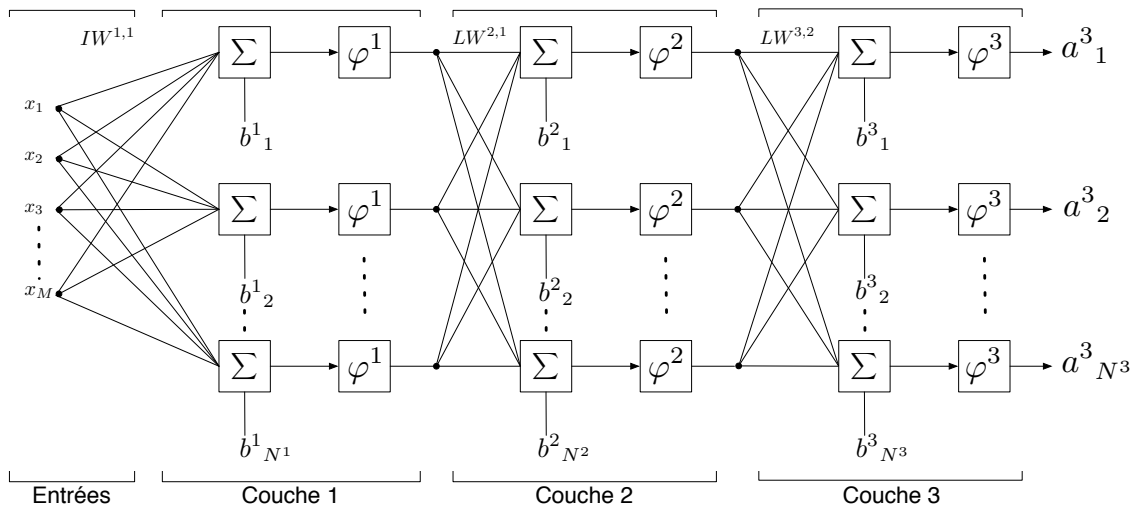 IW^{1,1} Σ φ^1 LW^{2,1} Σ φ^2 LW^{3,2} Σ φ^3 a^3_1
x_1
b^1_1 b^2_1 b^3_1
x_2
x_3 Σ φ^1 Σ φ^2 Σ φ^3 a^3_2
x_M
b^1_2 b^2_2 b^3_2
Σ φ^1 Σ φ^2 Σ φ^3 a^3_{N^3}
b^1_{N^1} b^2_{N^2} b^3_{N^3}
Entrées Couche 1 Couche 2 Couche 3